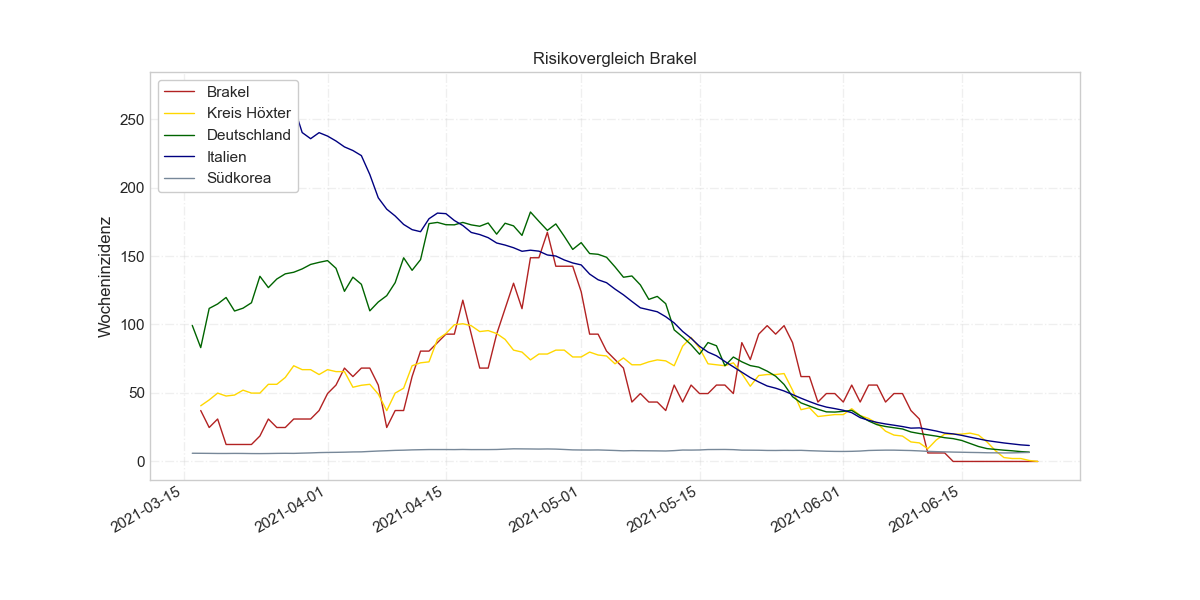 Risikovergleich Brakel
Brakel
Kreis Höxter
Deutschland
Italien
Südkorea
Wocheninzidenz
250
200
150
100
50
0
2021-03-15
2021-04-01
2021-04-15
2021-05-01
2021-05-15
2021-06-01
2021-06-15